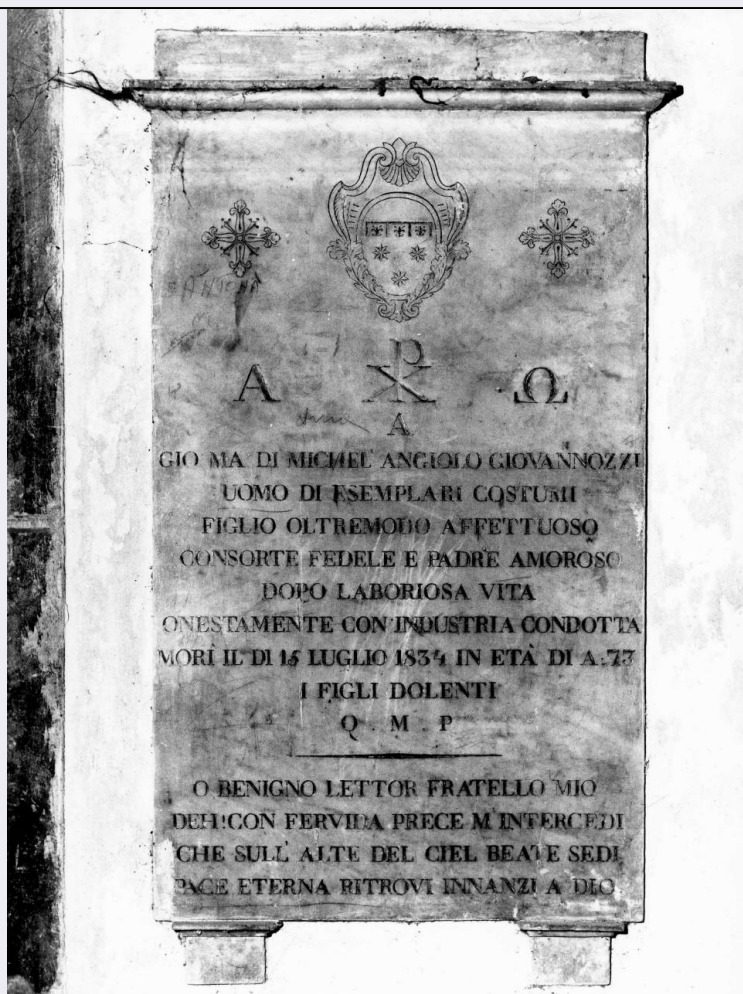 Α ☧ Ω
A
GIO MA DI MICHEL' ANGIOLO GIOVANNOZZI
UOMO DI ESEMPLARI COSTUMI
FIGLIO OLTREMODO AFFETTUOSO
CONSORTE FEDELE E PADRE AMOROSO
DOPO LABORIOSA VITA
ONESTAMENTE CON INDUSTRIA CONDOTTA
MORÌ IL DI 15 LUGLIO 1834 IN ETÀ DI A. 73
I FIGLI DOLENTI
Q . M . P
O BENIGNO LETTOR FRATELLO MIO
DEH! CON FERVIDA PRECE M'INTERCEDI
CHE SULL' ALTE DEL CIEL BEATE SEDI
PACE ETERNA RITROVI INNANZI A DIO